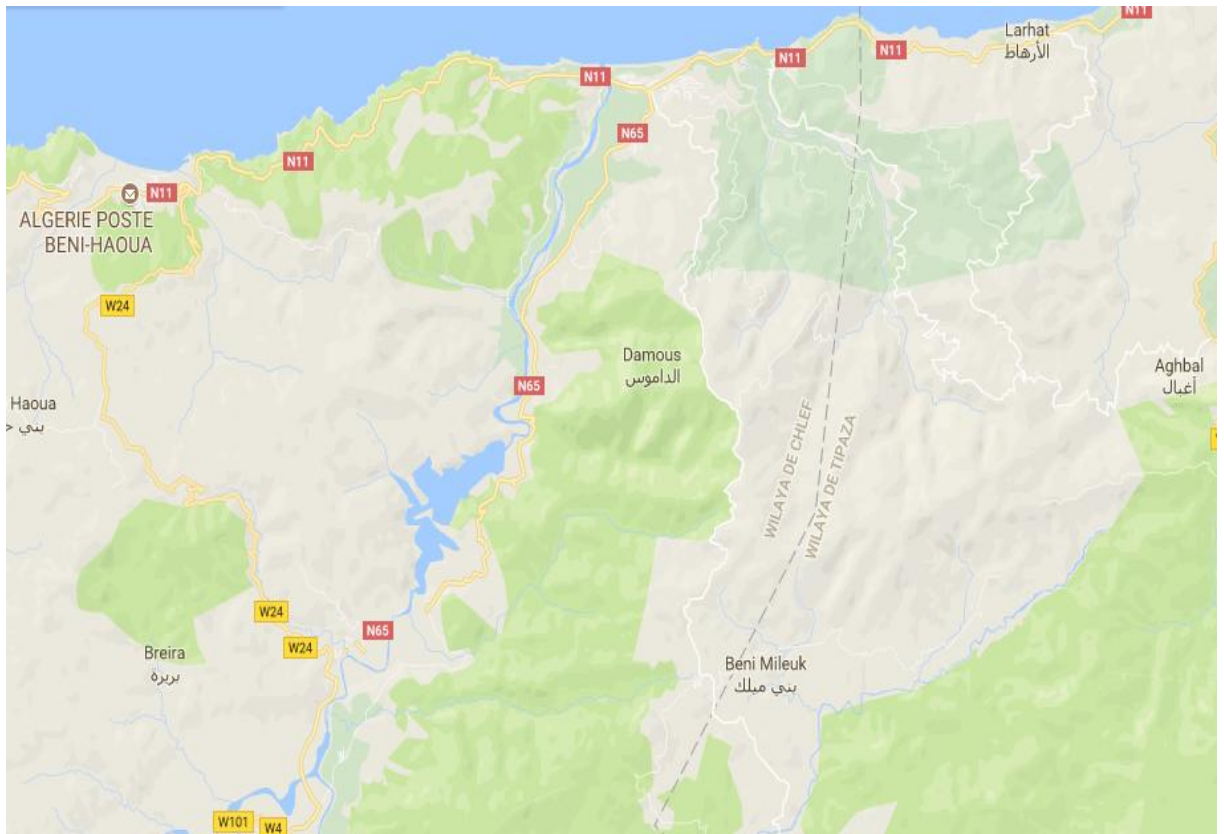 N11
Larhat
الأرهاط
N11
N11
N11
N65
N11
N11
ALGERIE POSTE
BENI-HAOUA
W24
Damous
الداموس
N65
Aghbal
أغبال
Haoua
WILAYA DE CHLEF
WILAYA DE TIPAZA
W24
N65
W24
Breira
بريرة
Beni Mileuk
بني ميلك
W101
W4